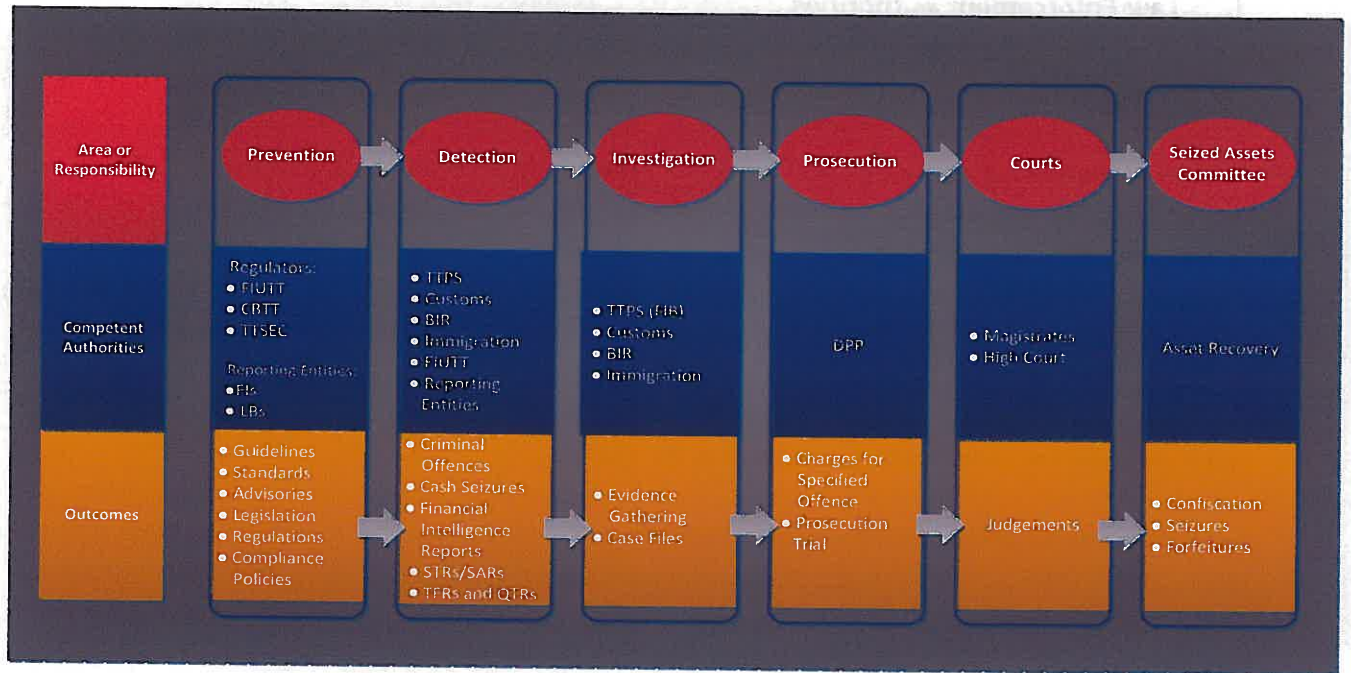 Area or
Responsibility
Prevention
Detection
Investigation
Prosecution
Courts
Seized Assets
Committee
Competent
Authorities
Regulators:
• FIUTT
• CBTT
• TTSEC
Reporting Entities:
• FIs
• LBs
• TTPS
• Customs
• BIR
• Immigration
• FIUTT
• Reporting
Entities
• TTPS (FIB)
• Customs
• BIR
• Immigration
DPP
• Magistrates
• High Court
Asset Recovery
Outcomes
• Guidelines
• Standards
• Advisories
• Legislation
• Regulations
• Compliance
Policies
• Criminal
Offences
• Cash Seizures
• Financial
Intelligence
Reports
• STRs/SARs
• TFRs and QTRs
• Evidence
Gathering
• Case Files
• Charges for
Specified
Offence
• Prosecution
Trial
Judgements
• Confiscation
• Seizures
• Forfeitures